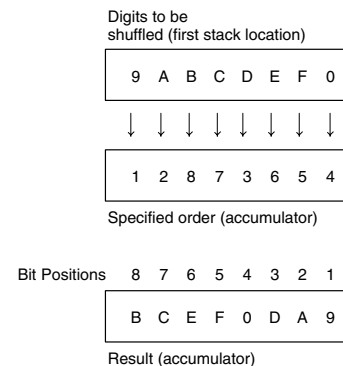 Digits to be
shuffled (first stack location)
9 A B C D E F 0
1 2 8 7 3 6 5 4
Specified order (accumulator)
Bit Positions 8 7 6 5 4 3 2 1
B C E F 0 D A 9
Result (accumulator)